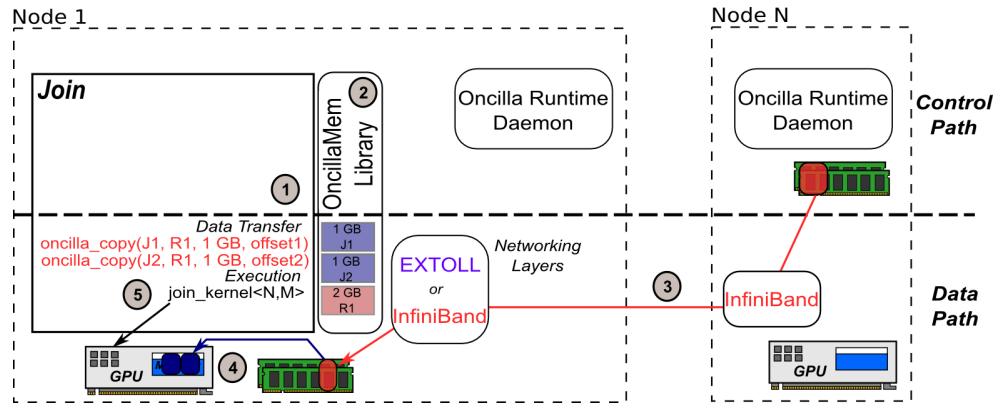 Node 1
Node N
Join
1
2
OncillaMem
Library
Oncilla Runtime
Daemon
Oncilla Runtime
Daemon
Control
Path
Data Transfer
oncilla_copy(J1, R1, 1 GB, offset1)
oncilla_copy(J2, R1, 1 GB, offset2)
Execution
join_kernel<N,M>
5
1 GB
J1
1 GB
J2
2 GB
R1
EXTOLL
or
InfiniBand
Networking
Layers
3
InfiniBand
Data
Path
GPU
4
GPU